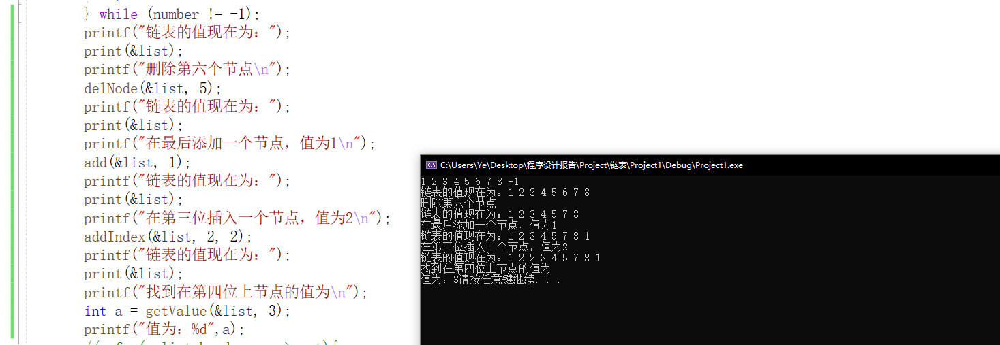 } while (number != -1);
printf("链表的值现在为：");
print(&list);
printf("删除第六个节点\n");
delNode(&list, 5);
printf("链表的值现在为：");
print(&list);
printf("在最后添加一个节点，值为1\n");
add(&list, 1);
printf("链表的值现在为：");
print(&list);
printf("在第三位插入一个节点，值为2\n");
addIndex(&list, 2, 2);
printf("链表的值现在为：");
print(&list);
printf("找到在第四位上节点的值为\n");
int a = getValue(&list, 3);
printf("值为：%d",a);
C:\Users\Ye\Desktop\程序设计报告\Project\链表\Project1\Debug\Project1.exe
1 2 3 4 5 6 7 8 -1
链表的值现在为：1 2 3 4 5 6 7 8
删除第六个节点
链表的值现在为：1 2 3 4 5 7 8
在最后添加一个节点，值为1
链表的值现在为：1 2 3 4 5 7 8 1
在第三位插入一个节点，值为2
链表的值现在为：1 2 2 3 4 5 7 8 1
找到在第四位上节点的值为
值为：3请按任意键继续. . .